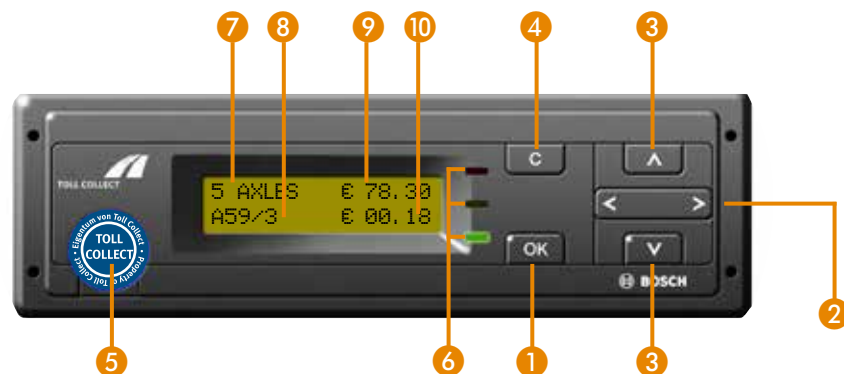 7 8 9 10 4 3
C
TOLL COLLECT
5 AXLES € 78.30
A59/3 € 00.18
< >
Eigentum von Toll Collect • Property of Toll Collect •
TOLL
COLLECT
OK
BOSCH
2
5 6 1 3